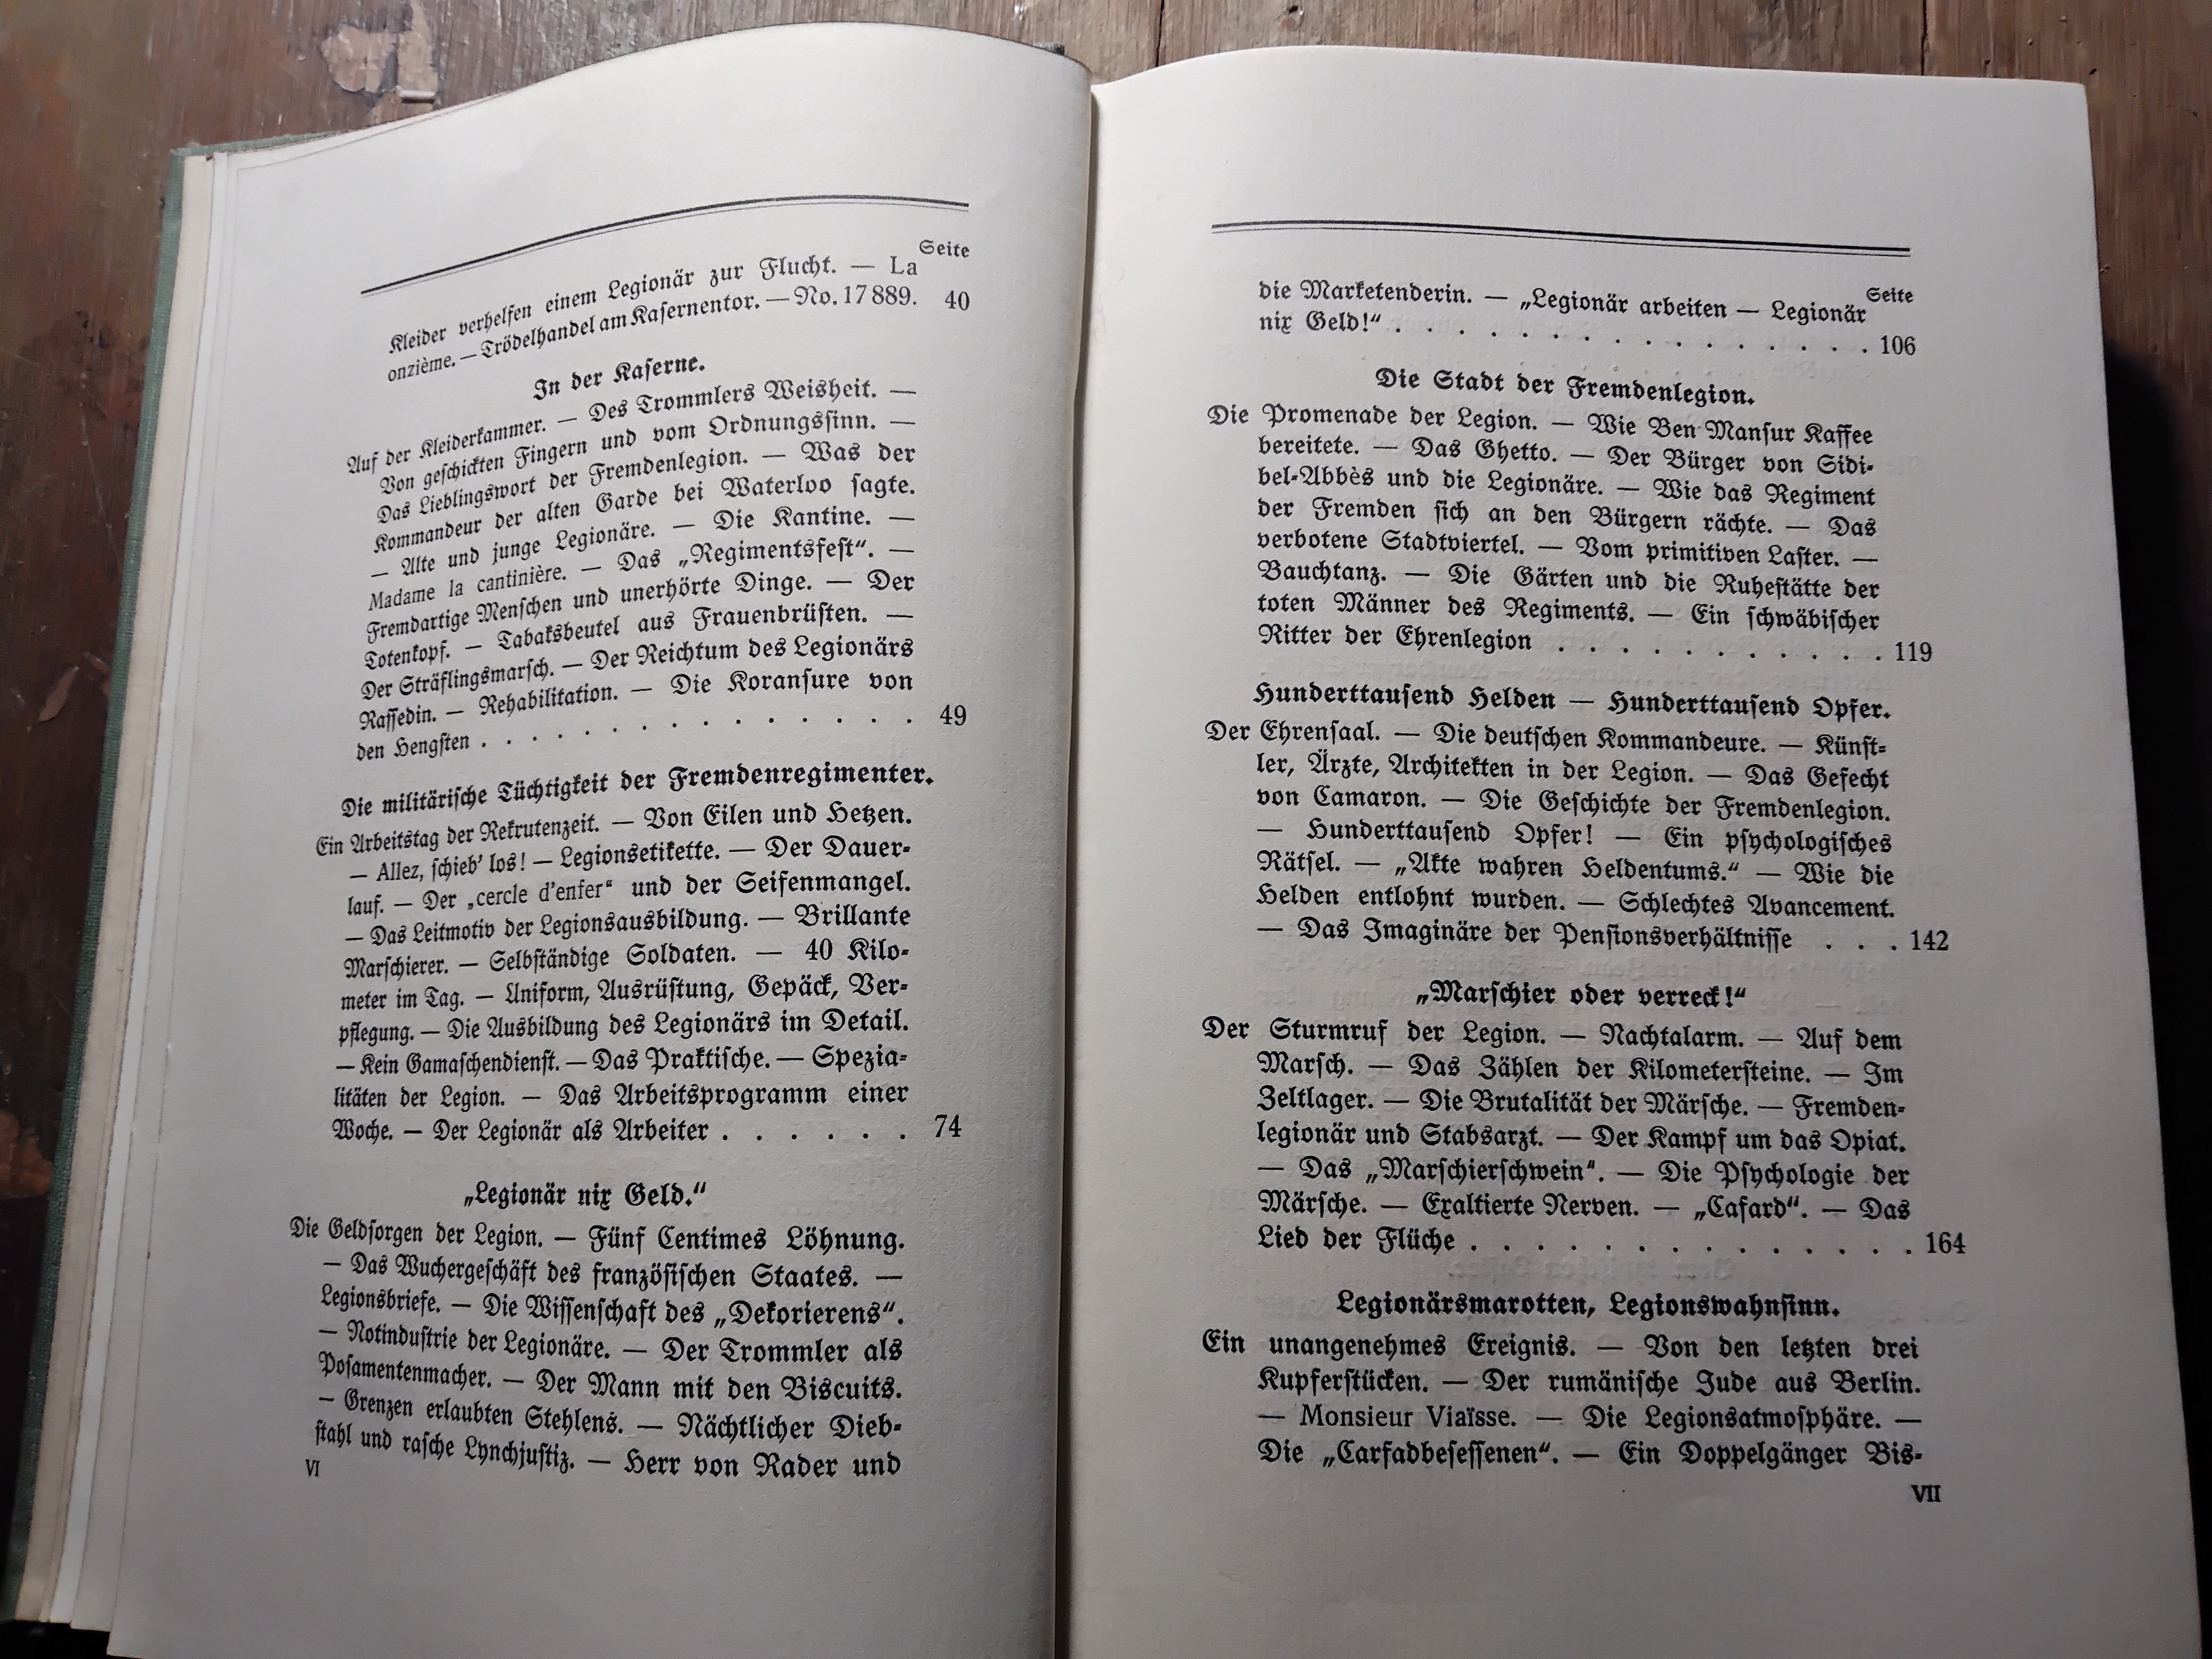 Seite
Kleider verhelfen einem Legionär zur Flucht. — La
onzième. — Trödelhandel am Kasernentor. — No. 17889. 40
In der Kaserne.
Auf der Kleiderkammer. — Des Trommlers Weisheit. —
Von geschickten Fingern und vom Ordnungssinn. —
Das Lieblingswort der Fremdenlegion. — Was der
Kommandeur der alten Garde bei Waterloo sagte.
— Alte und junge Legionäre. — Die Kantine. —
Madame la cantinière. — Das „Regimentsfest“. —
Fremdartige Menschen und unerhörte Dinge. — Der
Totenkopf. — Tabaksbeutel aus Frauenbrüsten. —
Der Sträflingsmarsch. — Der Reichtum des Legionärs
Rassedin. — Rehabilitation. — Die Koransure von
den Hengsten . . . . . . . . . . . . . 49
Die militärische Tüchtigkeit der Fremdenregimenter.
Ein Arbeitstag der Rekrutenzeit. — Von Eilen und Hetzen.
— Allez, schieb' los! — Legionsetikette. — Der Dauer-
lauf. — Der „cercle d'enfer“ und der Seifenmangel.
— Das Leitmotiv der Legionsausbildung. — Brillante
Marschierer. — Selbständige Soldaten. — 40 Kilo-
meter im Tag. — Uniform, Ausrüstung, Gepäck, Ver-
pflegung. — Die Ausbildung des Legionärs im Detail.
— Kein Gamaschendienst. — Das Praktische. — Spezia-
litäten der Legion. — Das Arbeitsprogramm einer
Woche. — Der Legionär als Arbeiter . . . . . . 74
„Legionär nix Geld.“
Die Geldsorgen der Legion. — Fünf Centimes Löhnung.
— Das Wuchergeschäft des französischen Staates. —
Legionsbriefe. — Die Wissenschaft des „Dekorierens“.
— Notindustrie der Legionäre. — Der Trommler als
Posamentenmacher. — Der Mann mit den Biscuits.
— Grenzen erlaubten Stehlens. — Nächtlicher Dieb-
stahl und rasche Lynchjustiz. — Herr von Rader und
VI
Seite
die Marketenderin. — „Legionär arbeiten — Legionär
nix Geld!“ . . . . . . . . . . . . . . . 106
Die Stadt der Fremdenlegion.
Die Promenade der Legion. — Wie Ben Mansur Kaffee
bereitete. — Das Ghetto. — Der Bürger von Sidi-
bel-Abbès und die Legionäre. — Wie das Regiment
der Fremden sich an den Bürgern rächte. — Das
verbotene Stadtviertel. — Vom primitiven Laster. —
Bauchtanz. — Die Gärten und die Ruhestätte der
toten Männer des Regiments. — Ein schwäbischer
Ritter der Ehrenlegion . . . . . . . . . . . 119
Hunderttausend Helden — Hunderttausend Opfer.
Der Ehrensaal. — Die deutschen Kommandeure. — Künst-
ler, Ärzte, Architekten in der Legion. — Das Gefecht
von Camaron. — Die Geschichte der Fremdenlegion.
— Hunderttausend Opfer! — Ein psychologisches
Rätsel. — „Akte wahren Heldentums.“ — Wie die
Helden entlohnt wurden. — Schlechtes Avancement.
— Das Imaginäre der Pensionsverhältnisse . . . 142
„Marschier oder verreck!“
Der Sturmruf der Legion. — Nachtalarm. — Auf dem
Marsch. — Das Zählen der Kilometersteine. — Im
Zeltlager. — Die Brutalität der Märsche. — Fremden-
legionär und Stabsarzt. — Der Kampf um das Opiat.
— Das „Marschierschwein“. — Die Psychologie der
Märsche. — Exaltierte Nerven. — „Cafard“. — Das
Lied der Flüche . . . . . . . . . . . . . . 164
Legionärsmarotten, Legionswahnsinn.
Ein unangenehmes Ereignis. — Von den letzten drei
Kupferstücken. — Der rumänische Jude aus Berlin.
— Monsieur Viaïsse. — Die Legionsatmosphäre. —
Die „Carfadbesessenen“. — Ein Doppelgänger Bis-
VII